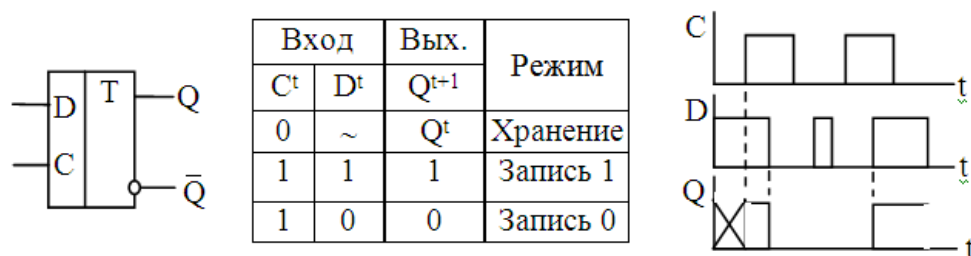 D T Q
C Q̄
Вход Вых. Режим
Cᵗ Dᵗ Qᵗ⁺¹
0 ~ Qᵗ Хранение
1 1 1 Запись 1
1 0 0 Запись 0
C t
D t
Q t